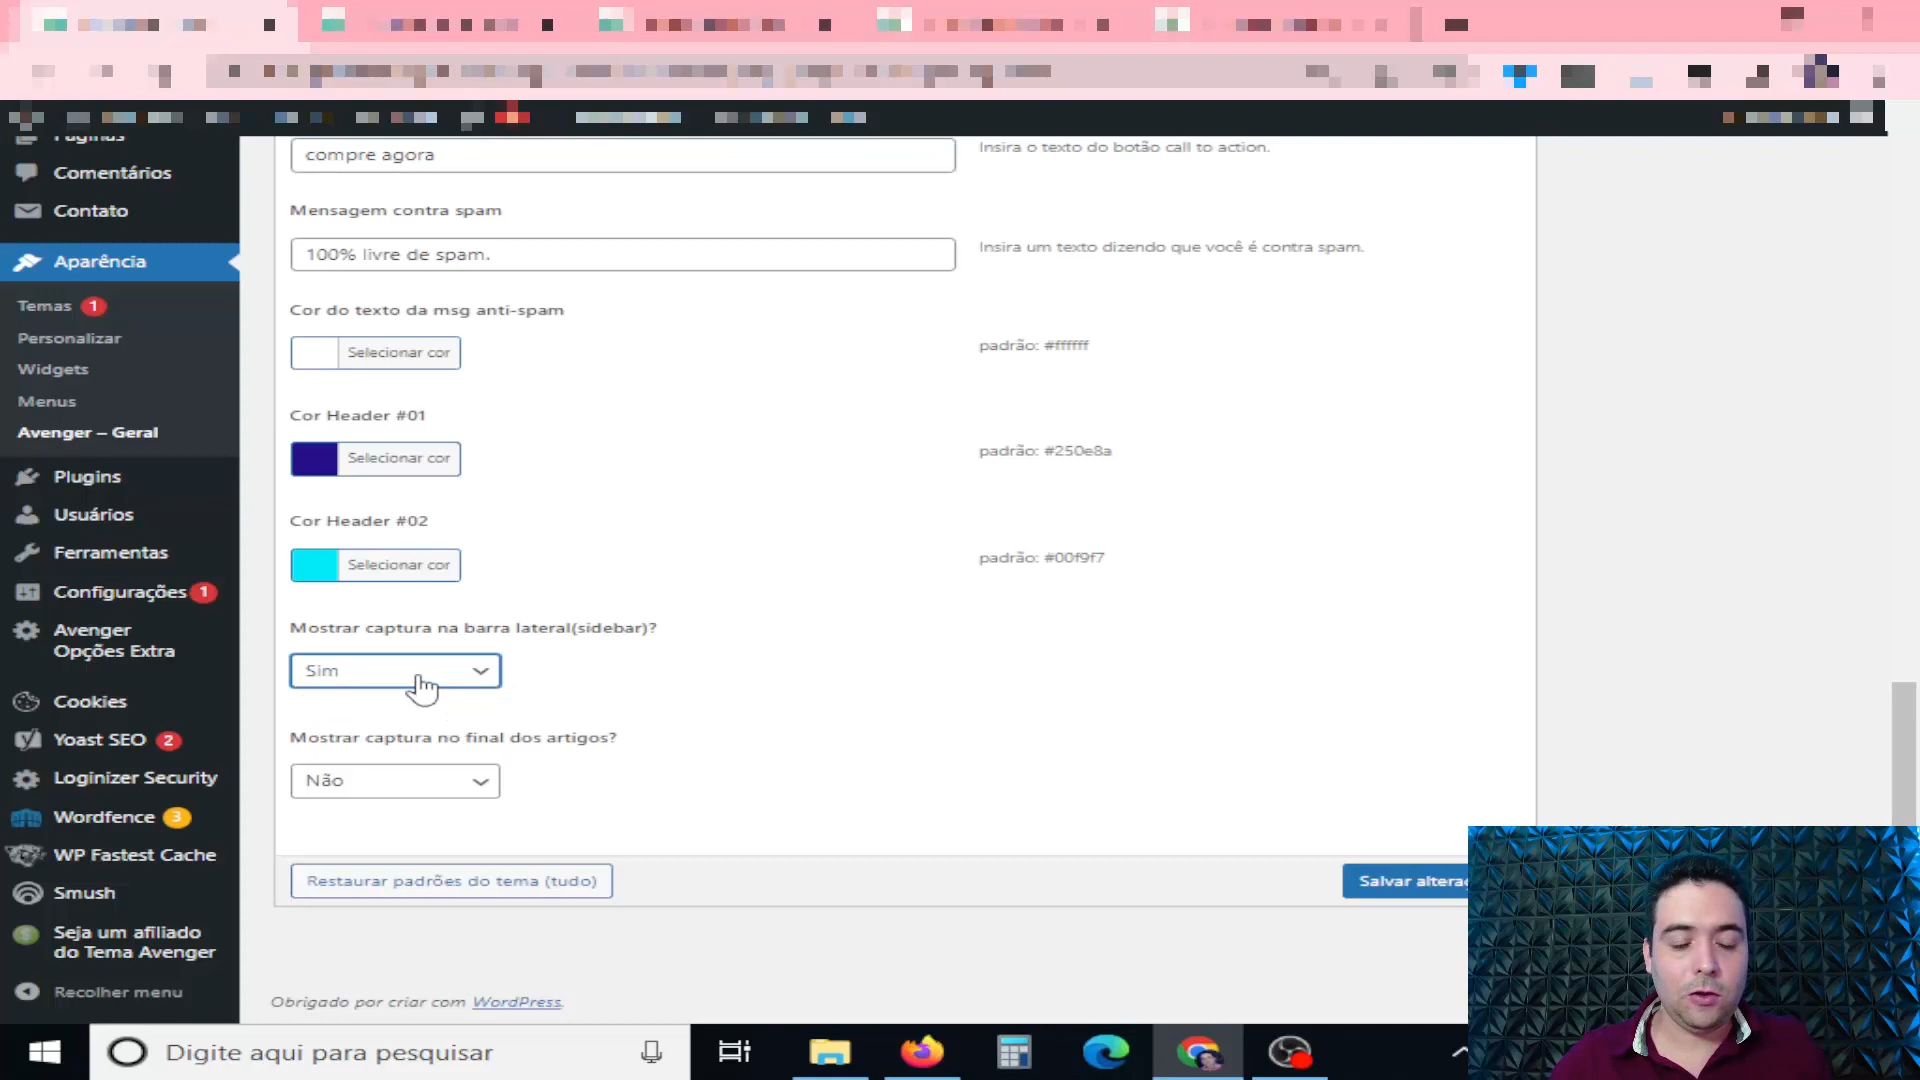 Páginas
Comentários
Contato
Aparência
Temas 1
Personalizar
Widgets
Menus
Avenger – Geral
Plugins
Usuários
Ferramentas
Configurações 1
Avenger
Opções Extra
Cookies
Yoast SEO 2
Loginizer Security
Wordfence 3
WP Fastest Cache
Smush
Seja um afiliado
do Tema Avenger
Recolher menu
compre agora
Insira o texto do botão call to action.
Mensagem contra spam
100% livre de spam.
Insira um texto dizendo que você é contra spam.
Cor do texto da msg anti-spam
Selecionar cor
padrão: #ffffff
Cor Header #01
Selecionar cor
padrão: #250e8a
Cor Header #02
Selecionar cor
padrão: #00f9f7
Mostrar captura na barra lateral(sidebar)?
Sim
Mostrar captura no final dos artigos?
Não
Restaurar padrões do tema (tudo)
Salvar alteraç
Obrigado por criar com WordPress.
Digite aqui para pesquisar